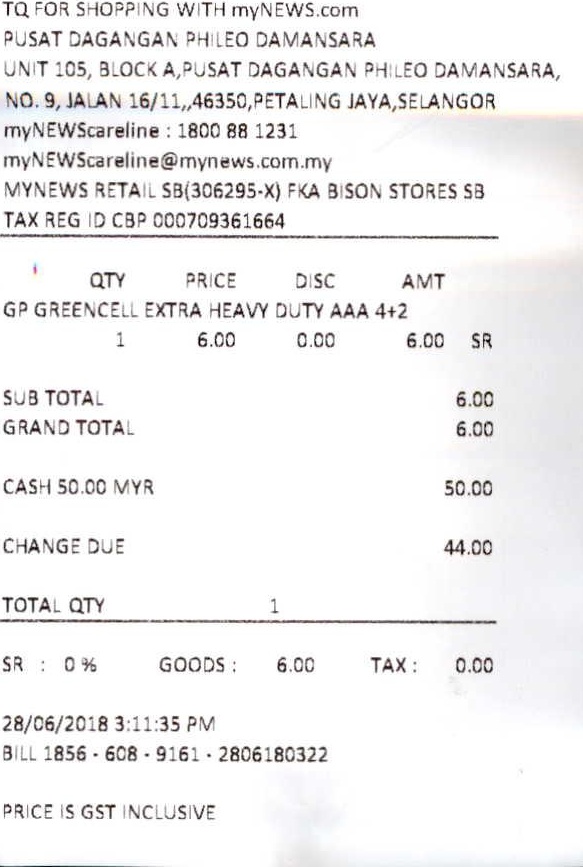 TQ FOR SHOPPING WITH myNEWS.com
PUSAT DAGANGAN PHILEO DAMANSARA
UNIT 105, BLOCK A,PUSAT DAGANGAN PHILEO DAMANSARA,
NO. 9, JALAN 16/11,,46350,PETALING JAYA,SELANGOR
myNEWScareline : 1800 88 1231
myNEWScareline@mynews.com.my
MYNEWS RETAIL SB(306295-X) FKA BISON STORES SB
TAX REG ID CBP 000709361664
QTY PRICE DISC AMT
GP GREENCELL EXTRA HEAVY DUTY AAA 4+2
1 6.00 0.00 6.00 SR
SUB TOTAL 6.00
GRAND TOTAL 6.00
CASH 50.00 MYR 50.00
CHANGE DUE 44.00
TOTAL QTY 1
SR : 0 % GOODS : 6.00 TAX : 0.00
28/06/2018 3:11:35 PM
BILL 1856 - 608 - 9161 - 2806180322
PRICE IS GST INCLUSIVE